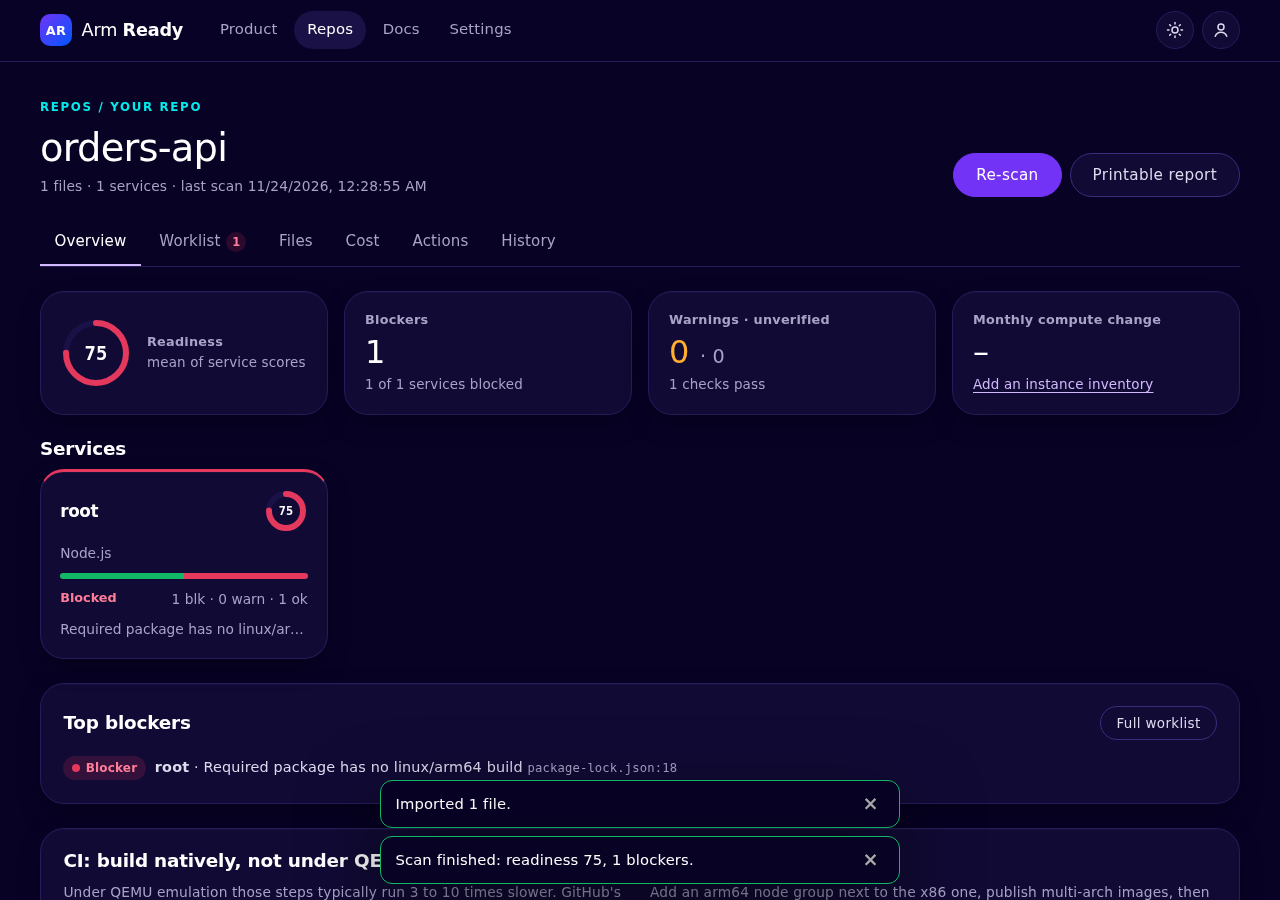 AR Arm Ready Product Repos Docs Settings
REPOS / YOUR REPO
orders-api
1 files · 1 services · last scan 11/24/2026, 12:28:55 AM
Re-scan Printable report
Overview Worklist 1 Files Cost Actions History
75
Readiness
mean of service scores
Blockers
1
1 of 1 services blocked
Warnings · unverified
0 · 0
1 checks pass
Monthly compute change
–
Add an instance inventory
Services
root 75
Node.js
Blocked 1 blk · 0 warn · 1 ok
Required package has no linux/ar…
Top blockers
Full worklist
Blocker root · Required package has no linux/arm64 build package-lock.json:18
Imported 1 file. ×
CI: build natively, not under QE
Scan finished: readiness 75, 1 blockers. ×
Under QEMU emulation those steps typically run 3 to 10 times slower. GitHub's
Add an arm64 node group next to the x86 one, publish multi-arch images, then